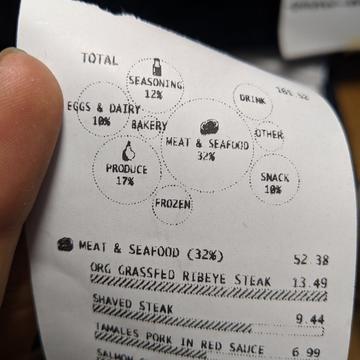 TOTAL
SEASONING
12%
DRINK
EGGS & DAIRY
10%
BAKERY
OTHER
MEAT & SEAFOOD
32%
PRODUCE
17%
SNACK
10%
FROZEN
MEAT & SEAFOOD (32%) 52.38
ORG GRASSFED RIBEYE STEAK 13.49
SHAVED STEAK 9.44
TAMALES PORK IN RED SAUCE 6.99
SALMON